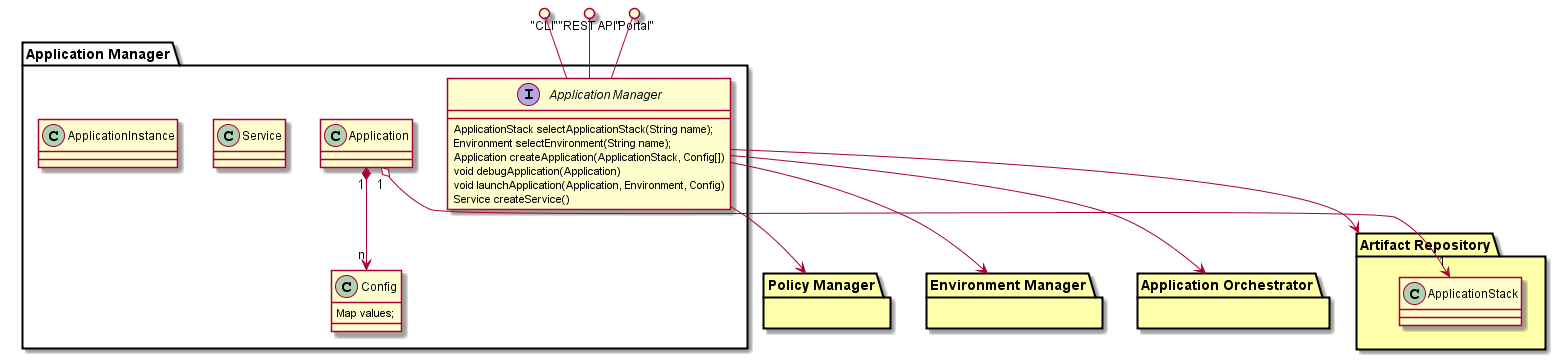 "CLI" "REST API" "Portal"
Application Manager
I Application Manager
ApplicationStack selectApplicationStack(String name);
Environment selectEnvironment(String name);
Application createApplication(ApplicationStack, Config[])
void debugApplication(Application)
void launchApplication(Application, Environment, Config)
Service createService()
C ApplicationInstance
C Service
C Application
1
1
n
C Config
Map values;
Policy Manager
Environment Manager
Application Orchestrator
Artifact Repository
1
C ApplicationStack